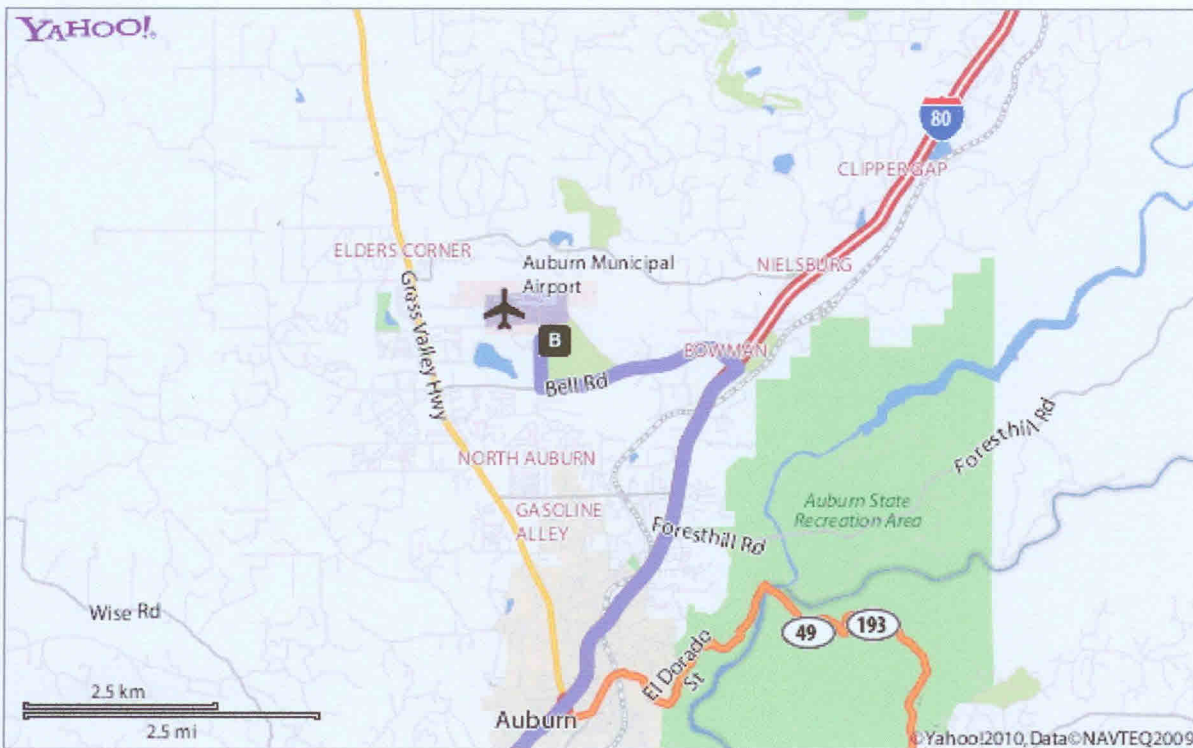 YAHOO!®
80
CLIPPER GAP
ELDERS CORNER
Auburn Municipal
Airport
NIELSBURG
Grass Valley Hwy
B
BOWMAN
Bell Rd
Foresthill Rd
NORTH AUBURN
Auburn State
Recreation Area
GASOLINE
ALLEY
Foresthill Rd
Wise Rd
49
193
El Dorado
St
2.5 km
2.5 mi
Auburn
©Yahoo!2010, Data©NAVTEQ2009